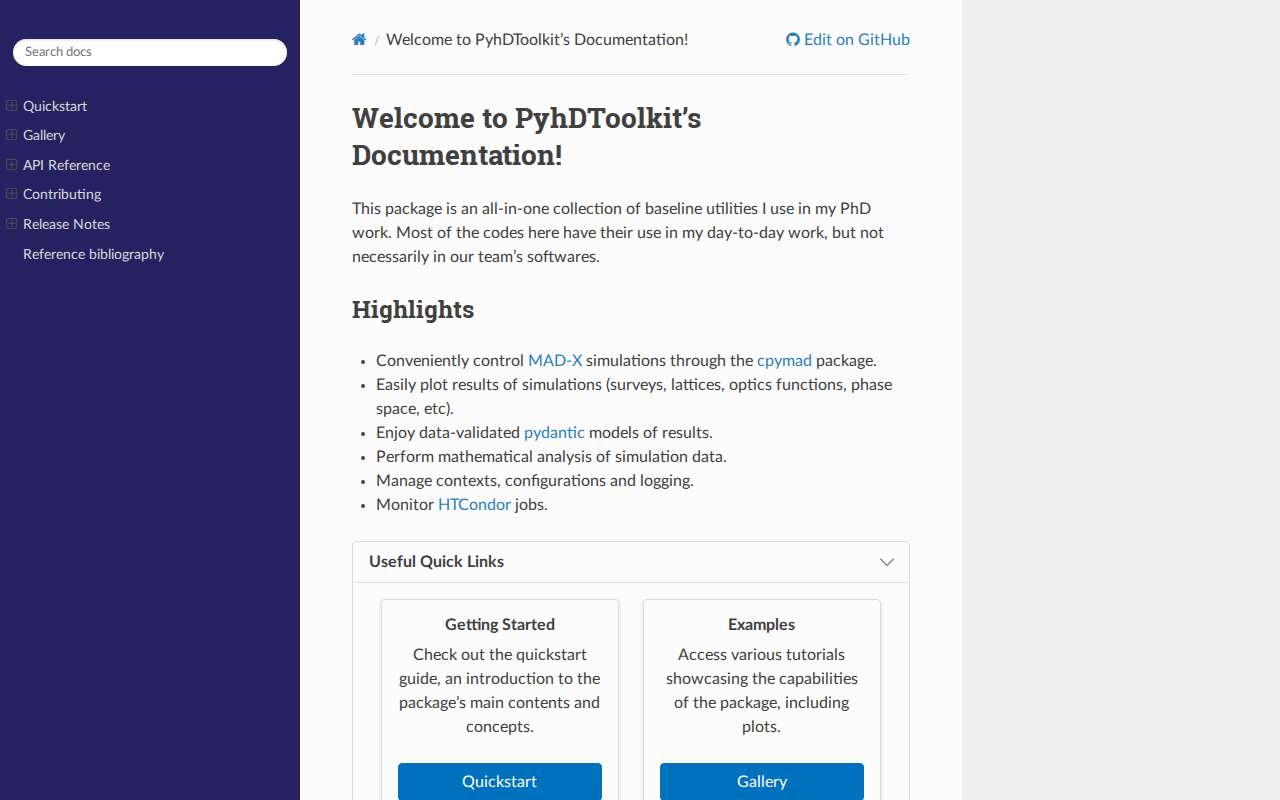 Search docs
Quickstart
Gallery
API Reference
Contributing
Release Notes
Reference bibliography
/ Welcome to PyhDToolkit’s Documentation!
Edit on GitHub
Welcome to PyhDToolkit’s
Documentation!
This package is an all-in-one collection of baseline utilities I use in my PhD
work. Most of the codes here have their use in my day-to-day work, but not
necessarily in our team’s softwares.
Highlights
• Conveniently control MAD-X simulations through the cpymad package.
• Easily plot results of simulations (surveys, lattices, optics functions, phase
space, etc).
• Enjoy data-validated pydantic models of results.
• Perform mathematical analysis of simulation data.
• Manage contexts, configurations and logging.
• Monitor HTCondor jobs.
Useful Quick Links
Getting Started
Check out the quickstart
guide, an introduction to the
package’s main contents and
concepts.
Quickstart
Examples
Access various tutorials
showcasing the capabilities
of the package, including
plots.
Gallery